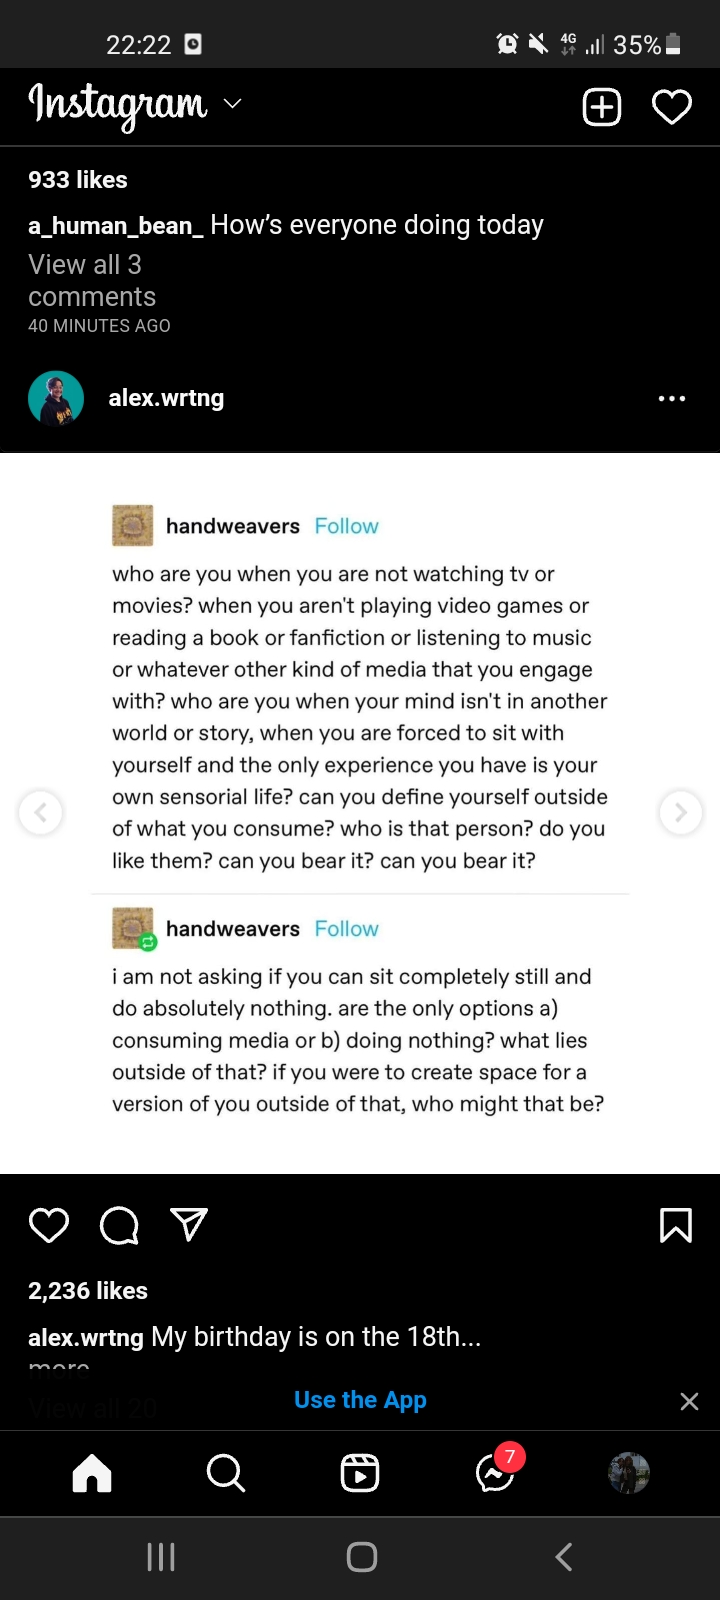 22:22
4G 35%
Instagram
933 likes
a_human_bean_ How’s everyone doing today
View all 3
comments
40 MINUTES AGO
alex.wrtng
handweavers Follow
who are you when you are not watching tv or
movies? when you aren't playing video games or
reading a book or fanfiction or listening to music
or whatever other kind of media that you engage
with? who are you when your mind isn't in another
world or story, when you are forced to sit with
yourself and the only experience you have is your
own sensorial life? can you define yourself outside
of what you consume? who is that person? do you
like them? can you bear it? can you bear it?
handweavers Follow
i am not asking if you can sit completely still and
do absolutely nothing. are the only options a)
consuming media or b) doing nothing? what lies
outside of that? if you were to create space for a
version of you outside of that, who might that be?
2,236 likes
alex.wrtng My birthday is on the 18th...
more
View all 20
Use the App
7